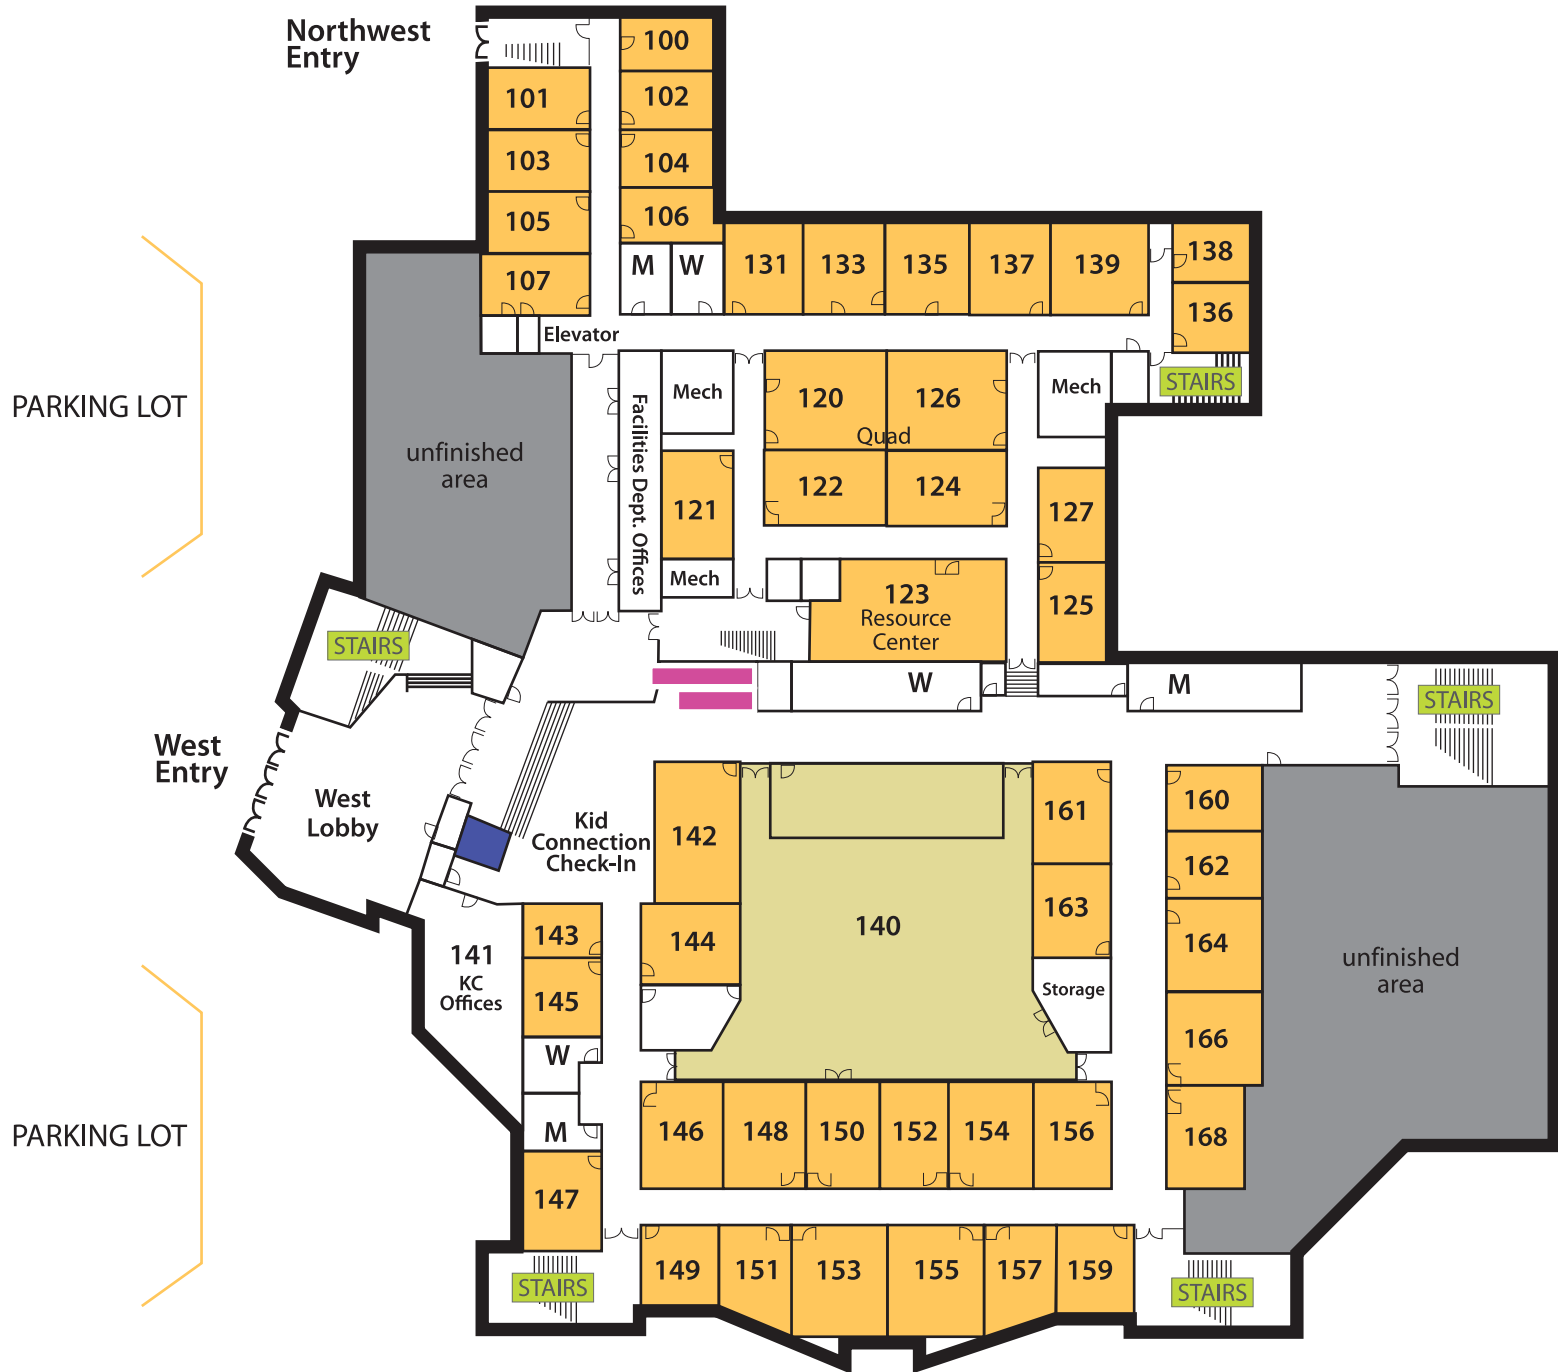 Northwest
Entry
100
101
102
103
104
105
106
107
M
W
131
133
135
137
139
138
136
Elevator
STAIRS
PARKING LOT
unfinished
area
Facilities Dept. Offices
Mech
120
126
Quad
122
124
Mech
121
127
Mech
123
Resource
Center
125
STAIRS
W
M
STAIRS
West
Entry
West
Lobby
Kid
Connection
Check-In
142
161
160
162
140
163
164
144
143
141
KC
Offices
145
Storage
unfinished
area
166
W
M
PARKING LOT
146
148
150
152
154
156
168
147
149
151
153
155
157
159
STAIRS
STAIRS